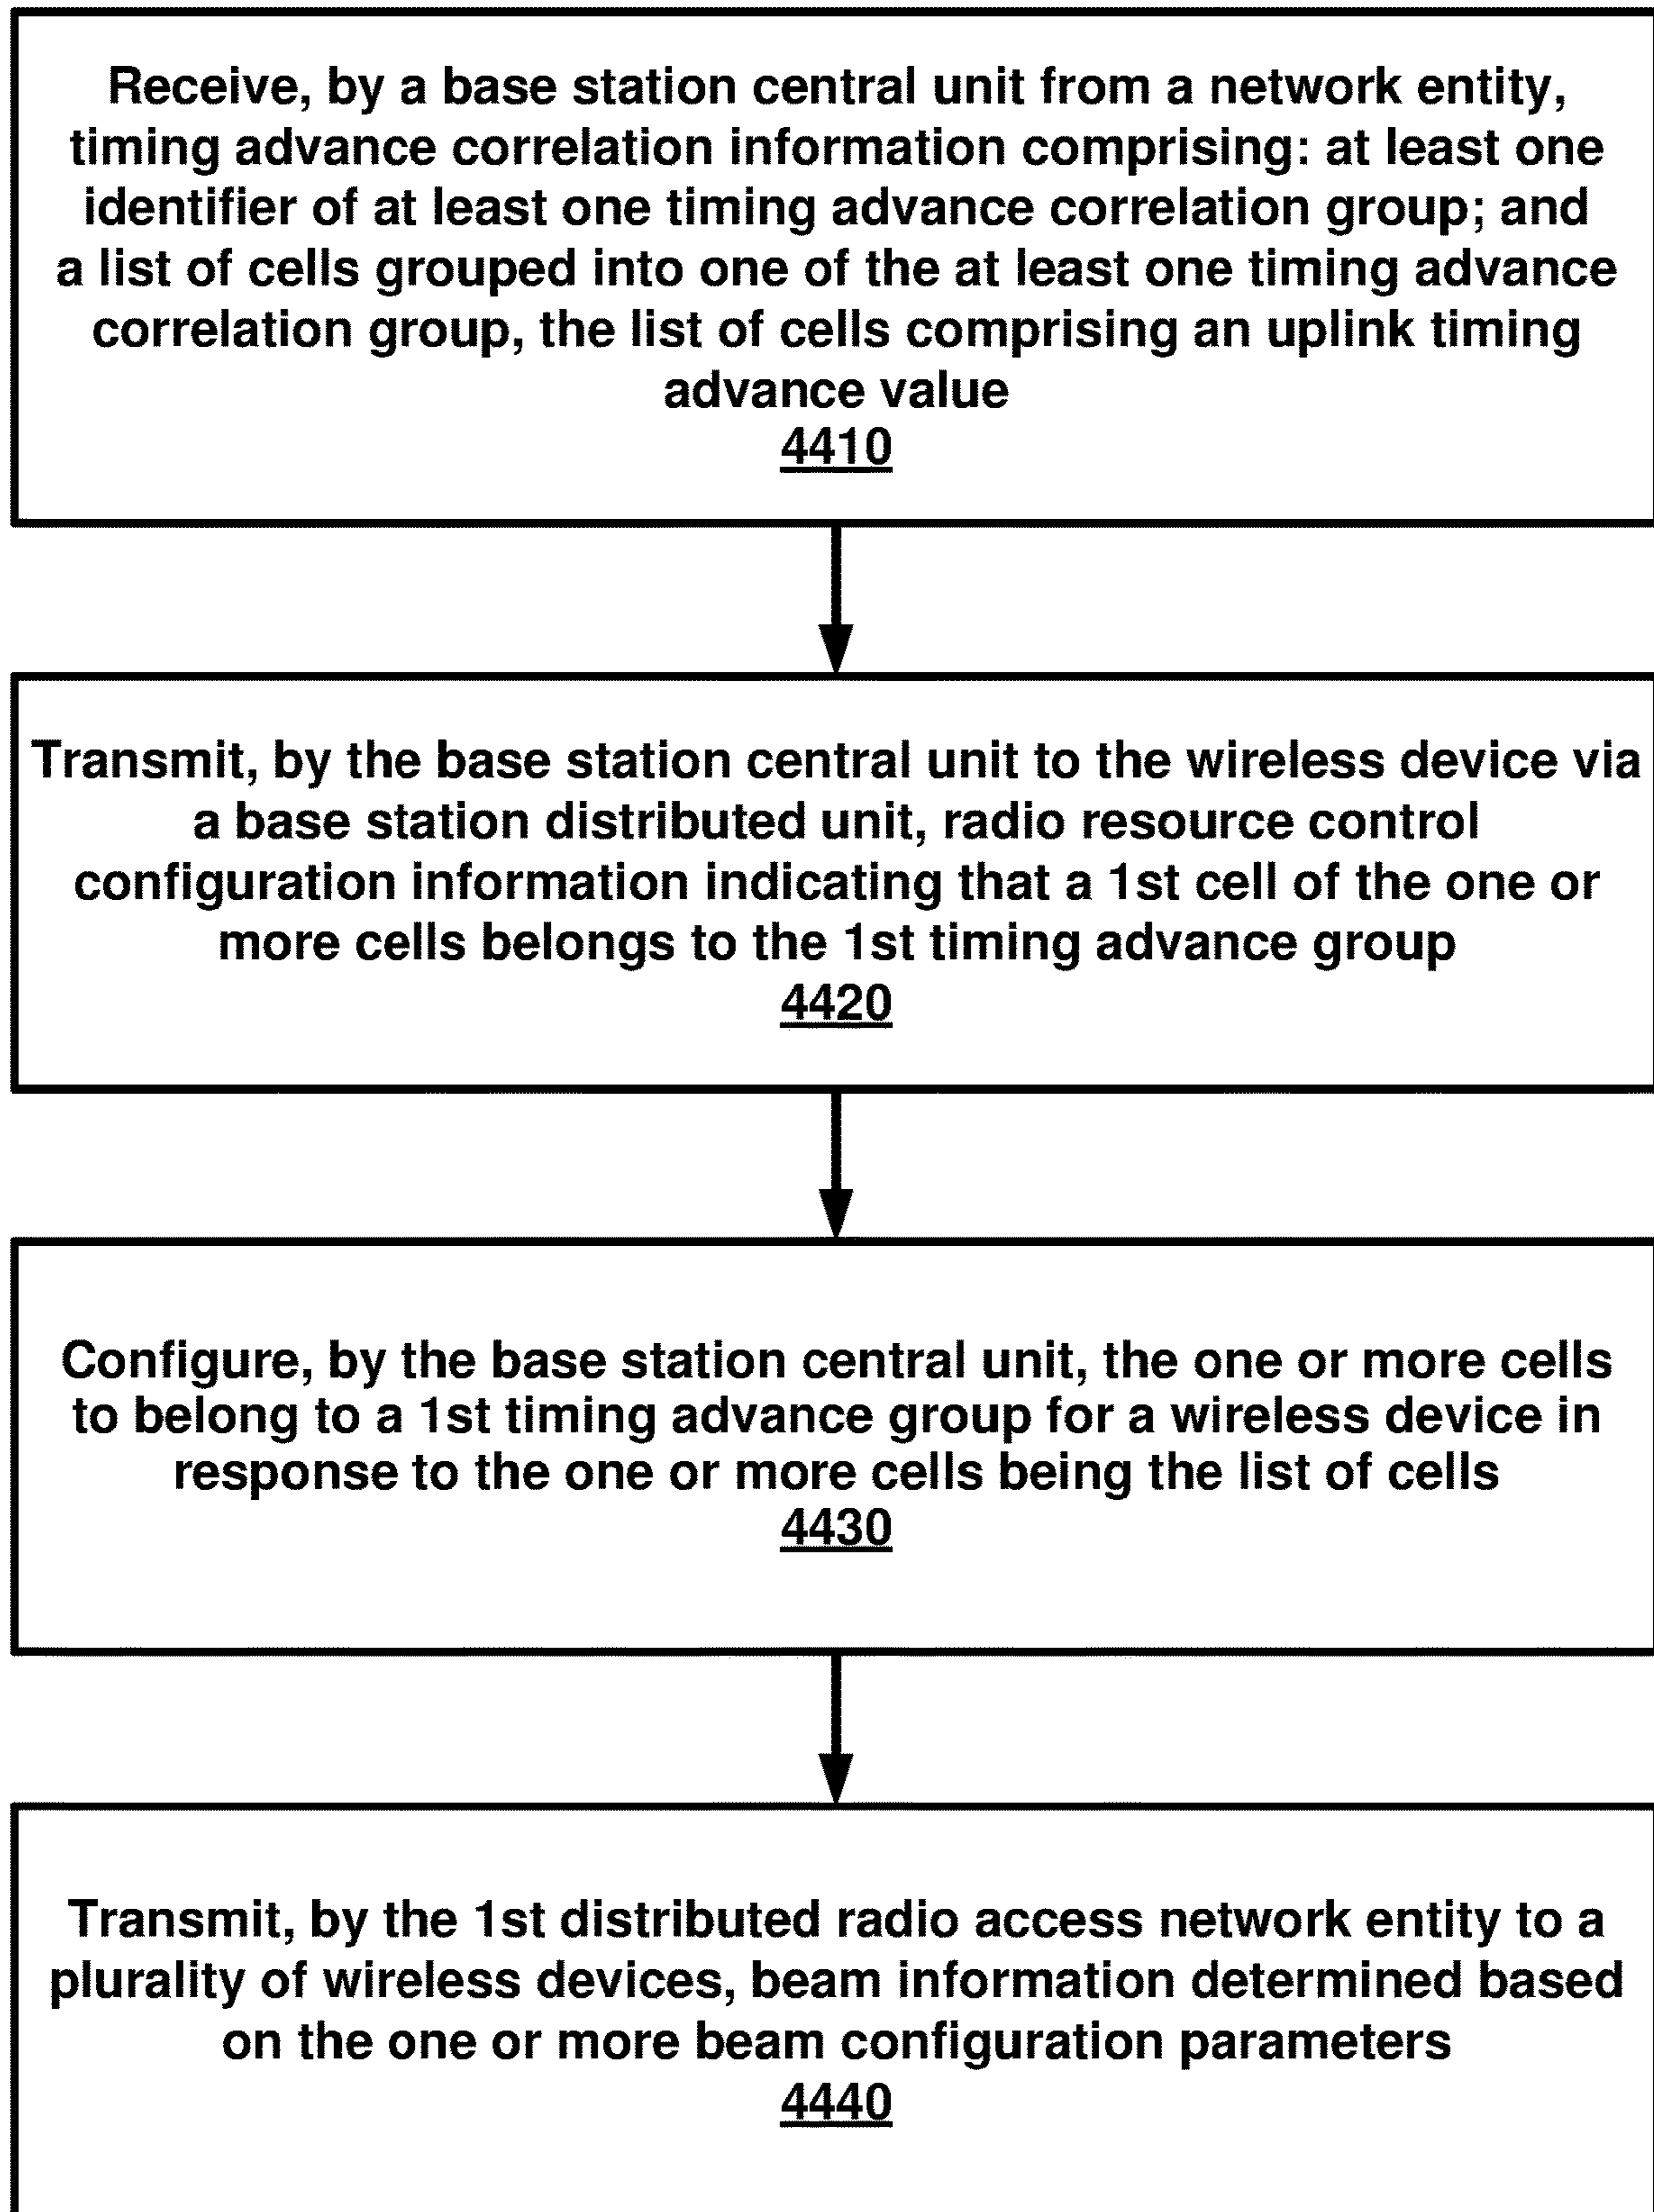 Receive, by a base station central unit from a network entity,
timing advance correlation information comprising: at least one
identifier of at least one timing advance correlation group; and
a list of cells grouped into one of the at least one timing advance
correlation group, the list of cells comprising an uplink timing
advance value
4410
Transmit, by the base station central unit to the wireless device via
a base station distributed unit, radio resource control
configuration information indicating that a 1st cell of the one or
more cells belongs to the 1st timing advance group
4420
Configure, by the base station central unit, the one or more cells
to belong to a 1st timing advance group for a wireless device in
response to the one or more cells being the list of cells
4430
Transmit, by the 1st distributed radio access network entity to a
plurality of wireless devices, beam information determined based
on the one or more beam configuration parameters
4440